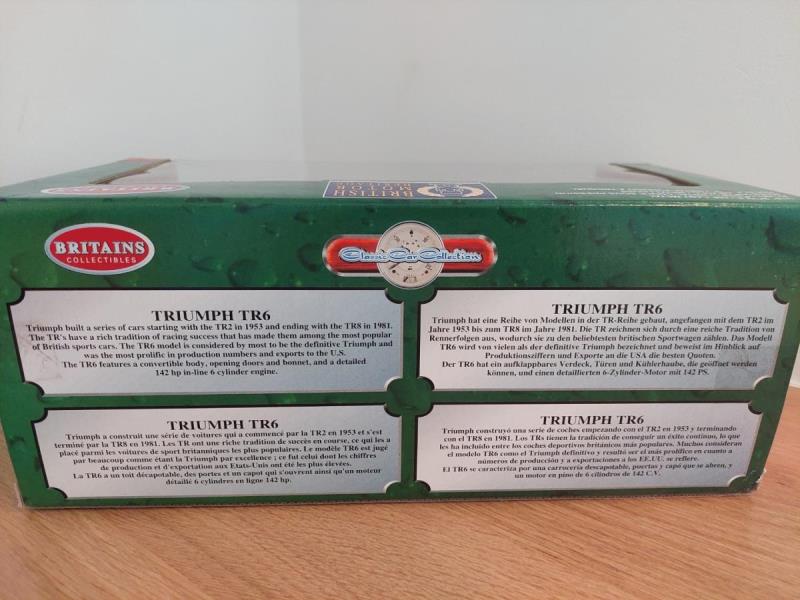 BRITISH
MOTOR
BRITAINS
COLLECTIBLES
Classic Car Collection
TRIUMPH TR6
Triumph built a series of cars starting with the TR2 in 1953 and ending with the TR8 in 1981.
The TR's have a rich tradition of racing success that has made them among the most popular
of British sports cars. The TR6 model is considered by most to be the definitive Triumph and
was the most prolific in production numbers and exports to the U.S.
The TR6 features a convertible body, opening doors and bonnet, and a detailed
142 hp in-line 6 cylinder engine.
TRIUMPH TR6
Triumph hat eine Reihe von Modellen in der TR-Reihe gebaut, angefangen mit dem TR2 im
Jahre 1953 bis zum TR8 im Jahre 1981. Die TR zeichnen sich durch eine reiche Tradition von
Rennerfolgen aus, wodurch sie zu den beliebtesten britischen Sportwagen zählen. Das Modell
TR6 wird von vielen als der definitive Triumph bezeichnet und beweist im Hinblick auf
Produktionsziffern und Exporte an die USA die besten Quoten.
Der TR6 hat ein aufklappbares Verdeck, Türen und Kühlerhaube, die geöffnet werden
können, und einen detaillierten 6-Zylinder-Motor mit 142 PS.
TRIUMPH TR6
Triumph a construit une série de voitures qui a commencé par la TR2 en 1953 et s'est
terminé par la TR8 en 1981. Les TR ont une riche tradition de succès en course, ce qui les a
placé parmi les voitures de sport britanniques les plus populaires. Le modèle TR6 est jugé
par beaucoup comme étant la Triumph par excellence ; ce fut celui dont les chiffres
de production et d'exportation aux Etats-Unis ont été les plus élevées.
La TR6 a un toit décapotable, des portes et un capot qui s'ouvrent ainsi qu'un moteur
détaillé 6 cylindres en ligne 142 hp.
TRIUMPH TR6
Triumph construyó una serie de coches empezando con el TR2 en 1953 y terminando
con el TR8 en 1981. Los TRs tienen la tradición de conseguir un éxito continuo, lo que
les ha incluido entre los coches deportivos británicos más populares. Muchos consideran
el modelo TR6 como el Triumph definitivo y resultó ser el más prolífico en cuanto a
números de producción y a exportaciones a los EE.UU. se refiere.
El TR6 se caracteriza por una carrocería descapotable, puertas y capó que se abren, y
un motor en pino de 6 cilindros de 142 C.V.